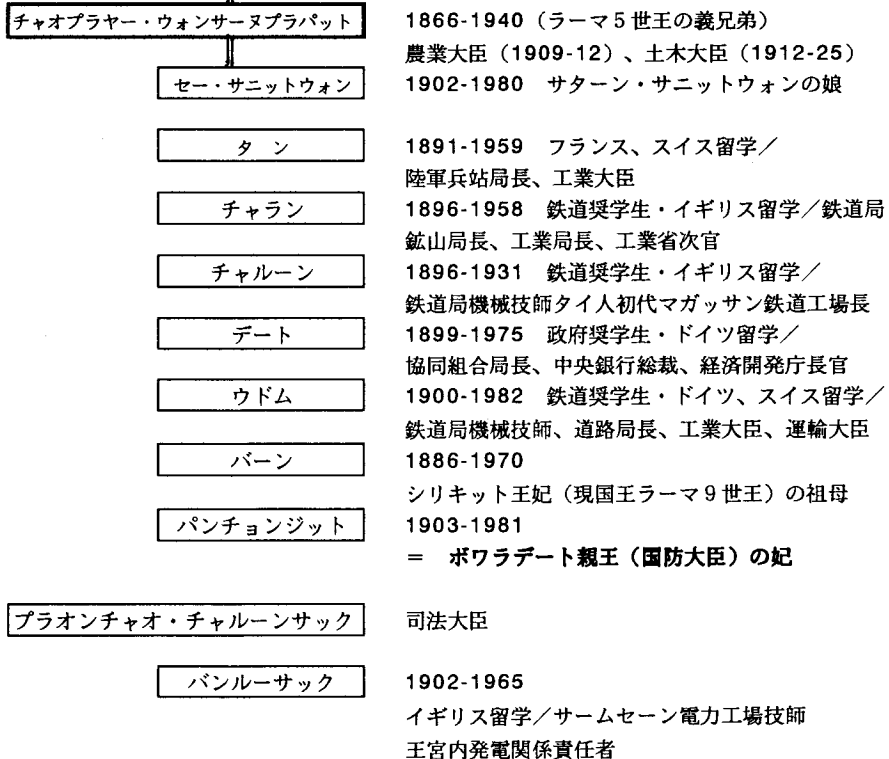 チャオプラヤー・ウォンサーヌプラパット 1866-1940（ラーマ5世王の義兄弟）
農業大臣（1909-12）、土木大臣（1912-25）
セー・サニットウォン 1902-1980 サターン・サニットウォンの娘
タン 1891-1959 フランス、スイス留学／
陸軍兵站局長、工業大臣
チャラン 1896-1958 鉄道奨学生・イギリス留学／鉄道局
鉱山局長、工業局長、工業省次官
チャルーン 1896-1931 鉄道奨学生・イギリス留学／
鉄道局機械技師タイ人初代マガッサン鉄道工場長
デート 1899-1975 政府奨学生・ドイツ留学／
協同組合局長、中央銀行総裁、経済開発庁長官
ウドム 1900-1982 鉄道奨学生・ドイツ、スイス留学／
鉄道局機械技師、道路局長、工業大臣、運輸大臣
バーン 1886-1970
シリキット王妃（現国王ラーマ9世王）の祖母
パンチョンジット 1903-1981
＝ ボワラデート親王（国防大臣）の妃
プラオンチャオ・チャルーンサック 司法大臣
バンルーサック 1902-1965
イギリス留学／サームセーン電力工場技師
王宮内発電関係責任者